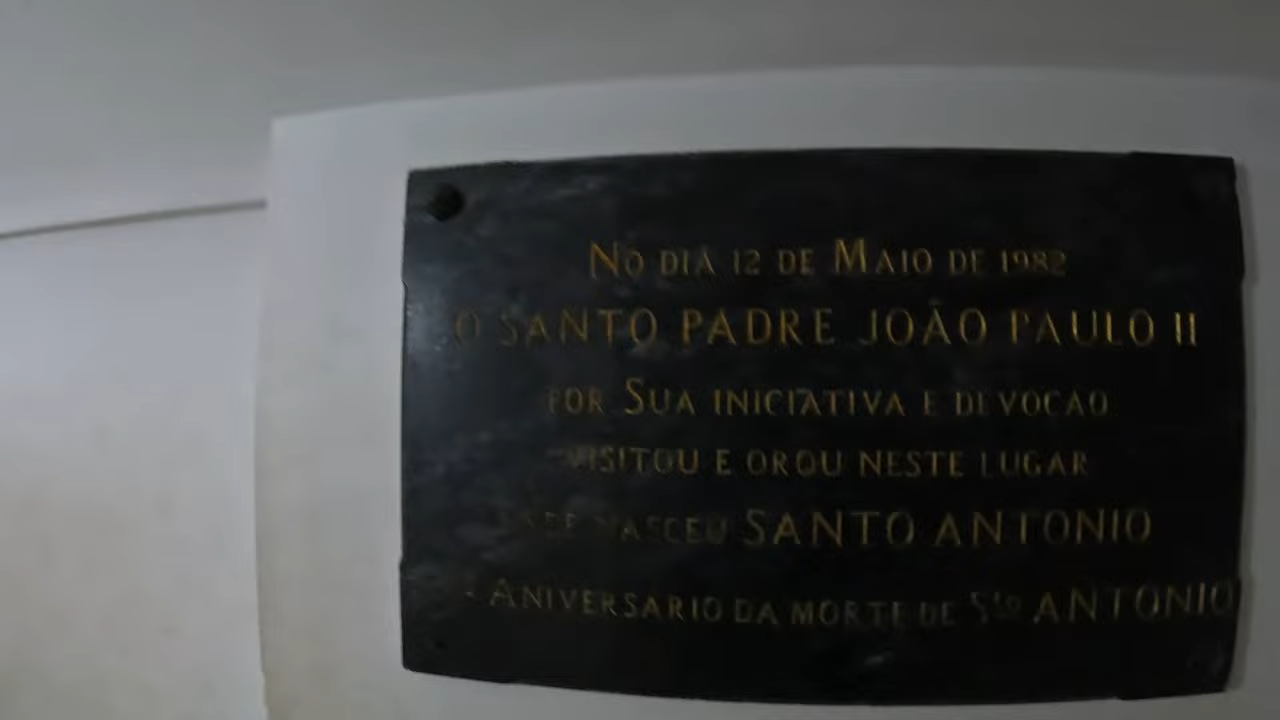 NO DIA 12 DE MAIO DE 1982
O SANTO PADRE JOÃO PAULO II
POR SUA INICIATIVA E DEVOCAO
VISITOU E OROU NESTE LUGAR
NASCEU SANTO ANTONIO
ANIVERSARIO DA MORTE DE Sto ANTONIO